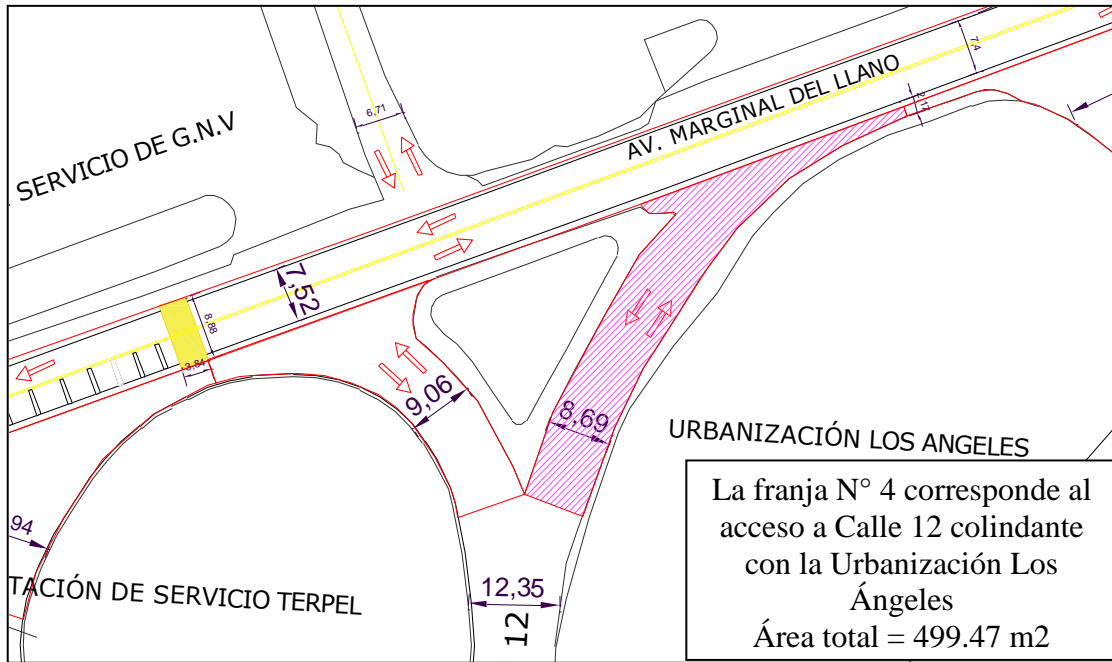 7,4
AV. MARGINAL DEL LLANO
2,17
6,71
SERVICIO DE G.N.V
7,52
8,88
3,84
9,06
8,69
URBANIZACIÓN LOS ANGELES
La franja N° 4 corresponde al
acceso a Calle 12 colindante
con la Urbanización Los
Ángeles
Área total = 499.47 m2
94
TACIÓN DE SERVICIO TERPEL
12,35
12